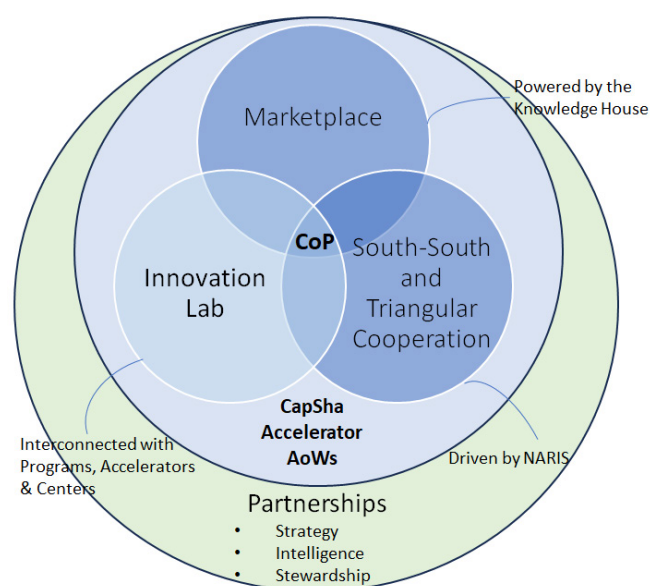 Marketplace
Powered by the
Knowledge House
CoP
Innovation
Lab
South-South
and
Triangular
Cooperation
CapSha
Accelerator
AoWs
Interconnected with
Programs, Accelerators
& Centers
Driven by NARIS
Partnerships
• Strategy
• Intelligence
• Stewardship